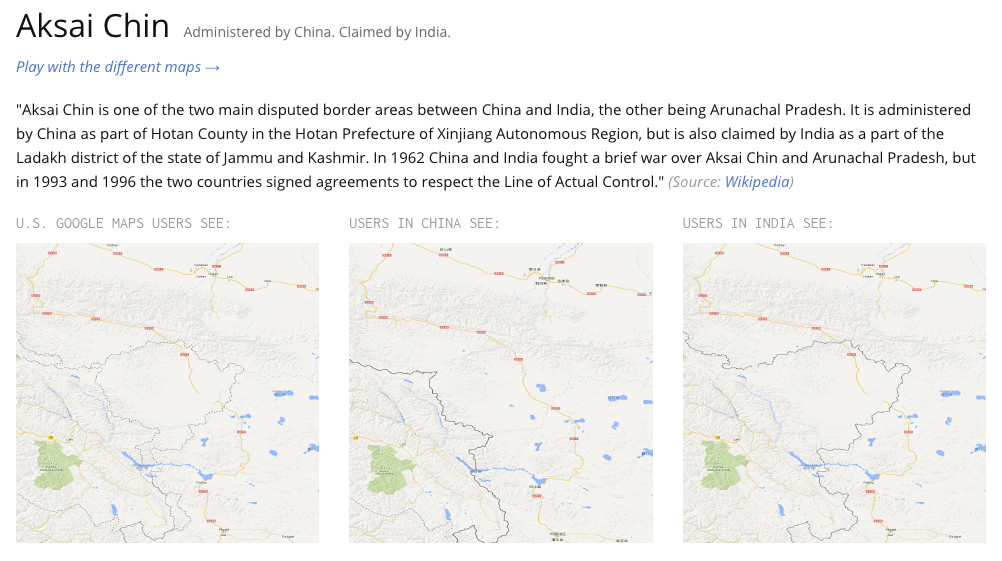 Aksai Chin Administered by China. Claimed by India.
Play with the different maps →
"Aksai Chin is one of the two main disputed border areas between China and India, the other being Arunachal Pradesh. It is administered
by China as part of Hotan County in the Hotan Prefecture of Xinjiang Autonomous Region, but is also claimed by India as a part of the
Ladakh district of the state of Jammu and Kashmir. In 1962 China and India fought a brief war over Aksai Chin and Arunachal Pradesh, but
in 1993 and 1996 the two countries signed agreements to respect the Line of Actual Control." (Source: Wikipedia)
U.S. GOOGLE MAPS USERS SEE: USERS IN CHINA SEE: USERS IN INDIA SEE: